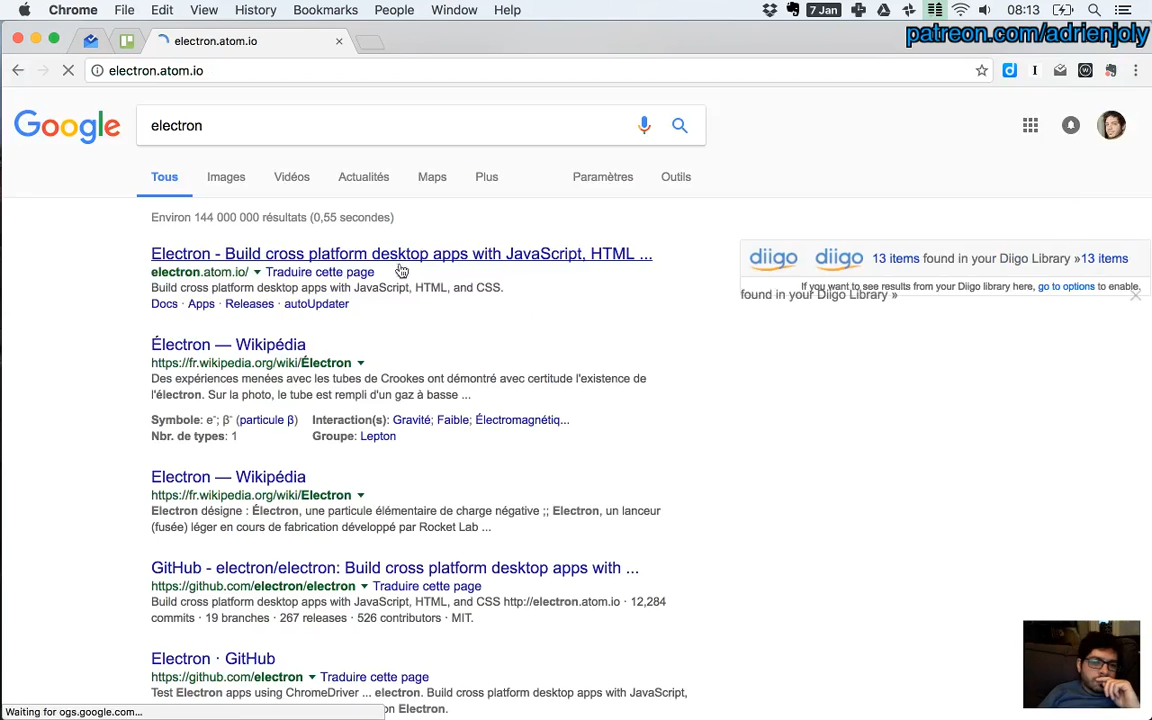 Chrome File Edit View History Bookmarks People Window Help 7 Jan 08:13
patreon.com/adrienjoly
electron.atom.io
electron.atom.io
Google electron
Tous Images Vidéos Actualités Maps Plus Paramètres Outils
Environ 144 000 000 résultats (0,55 secondes)
Electron - Build cross platform desktop apps with JavaScript, HTML ...
electron.atom.io/ Traduire cette page
Build cross platform desktop apps with JavaScript, HTML, and CSS.
Docs · Apps · Releases · autoUpdater
diigo diigo 13 items found in your Diigo Library »13 items
If you want to see results from your Diigo library here, go to options to enable.
found in your Diigo Library »
Électron — Wikipédia
https://fr.wikipedia.org/wiki/Électron
Des expériences menées avec les tubes de Crookes ont démontré avec certitude l'existence de
l'électron. Sur la photo, le tube est rempli d'un gaz à basse ...
Symbole: e⁻; β⁻ (particule β) Interaction(s): Gravité; Faible; Électromagnétiq...
Nbr. de types: 1 Groupe: Lepton
Electron — Wikipédia
https://fr.wikipedia.org/wiki/Electron
Electron désigne : Électron, une particule élémentaire de charge négative ;; Electron, un lanceur
(fusée) léger en cours de fabrication développé par Rocket Lab ...
GitHub - electron/electron: Build cross platform desktop apps with ...
https://github.com/electron/electron Traduire cette page
Build cross platform desktop apps with JavaScript, HTML, and CSS http://electron.atom.io · 12,284
commits · 19 branches · 267 releases · 526 contributors · MIT.
Electron · GitHub
https://github.com/electron Traduire cette page
Test Electron apps using ChromeDriver ... electron. Build cross platform desktop apps with JavaScript,
on Electron.
Waiting for ogs.google.com...